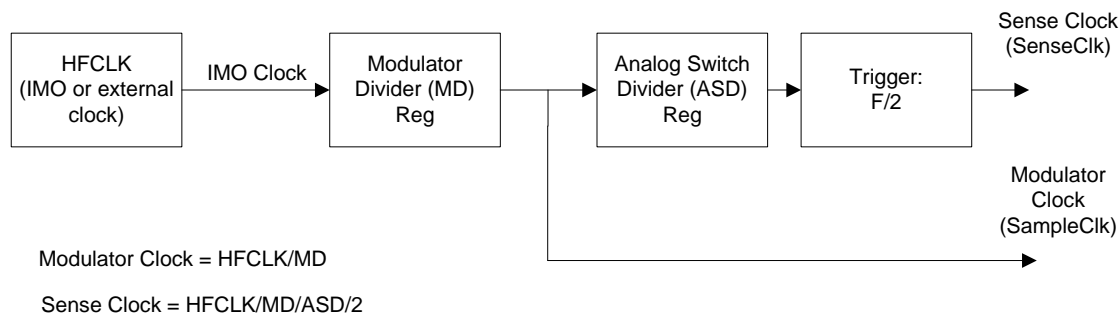 HFCLK
(IMO or external
clock)
IMO Clock
Modulator
Divider (MD)
Reg
Analog Switch
Divider (ASD)
Reg
Trigger:
F/2
Sense Clock
(SenseClk)
Modulator
Clock
(SampleClk)
Modulator Clock = HFCLK/MD
Sense Clock = HFCLK/MD/ASD/2